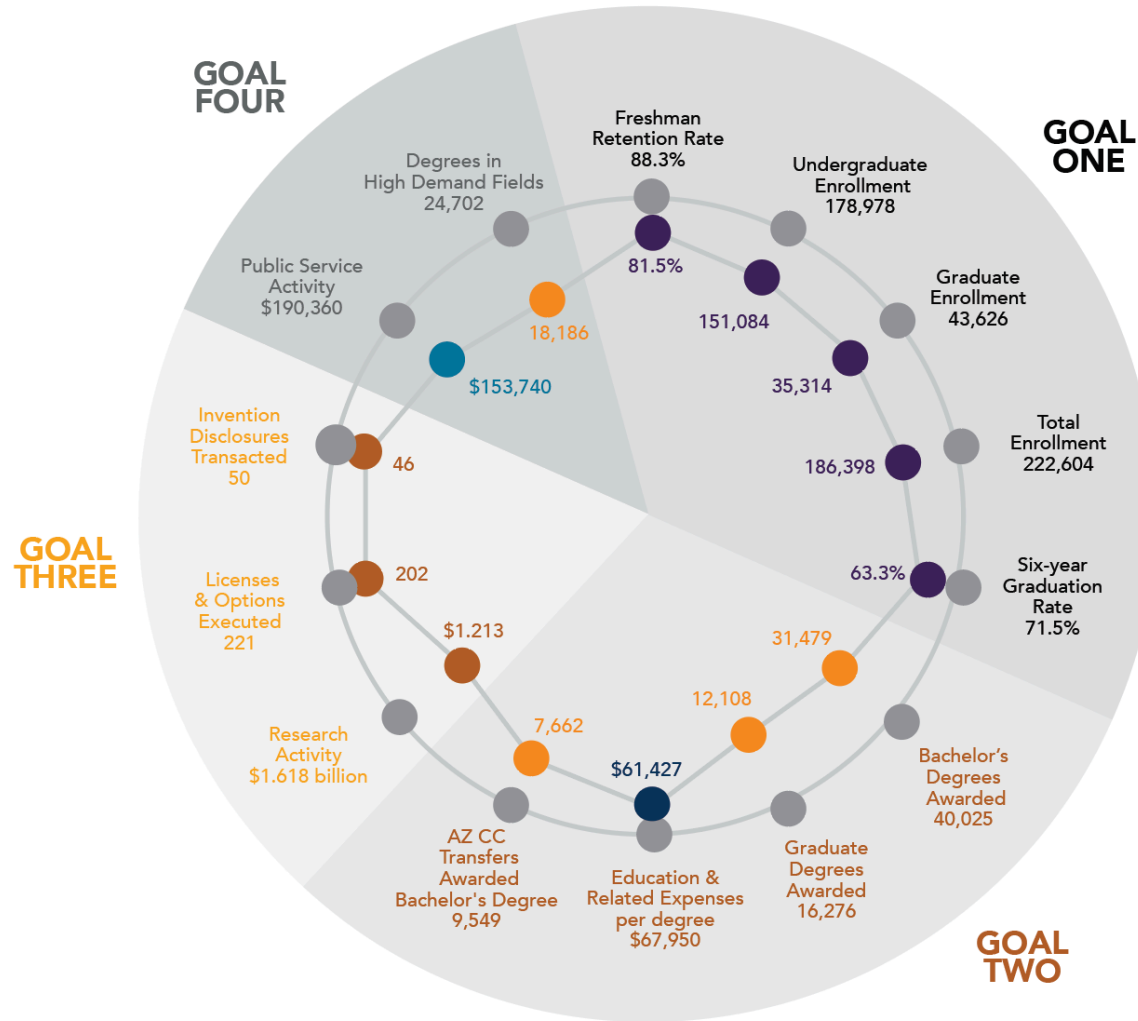 GOAL
FOUR
GOAL
ONE
Freshman
Retention Rate
88.3%
81.5%
Undergraduate
Enrollment
178,978
151,084
Graduate
Enrollment
43,626
35,314
Total
Enrollment
222,604
186,398
Six-year
Graduation
Rate
71.5%
63.3%
Bachelor’s
Degrees
Awarded
40,025
31,479
Graduate
Degrees
Awarded
16,276
12,108
GOAL
TWO
Education &
Related Expenses
per degree
$67,950
$61,427
AZ CC
Transfers
Awarded
Bachelor's Degree
9,549
7,662
Research
Activity
$1.618 billion
$1.213
Licenses
& Options
Executed
221
202
GOAL
THREE
Invention
Disclosures
Transacted
50
46
Public Service
Activity
$190,360
$153,740
Degrees in
High Demand Fields
24,702
18,186